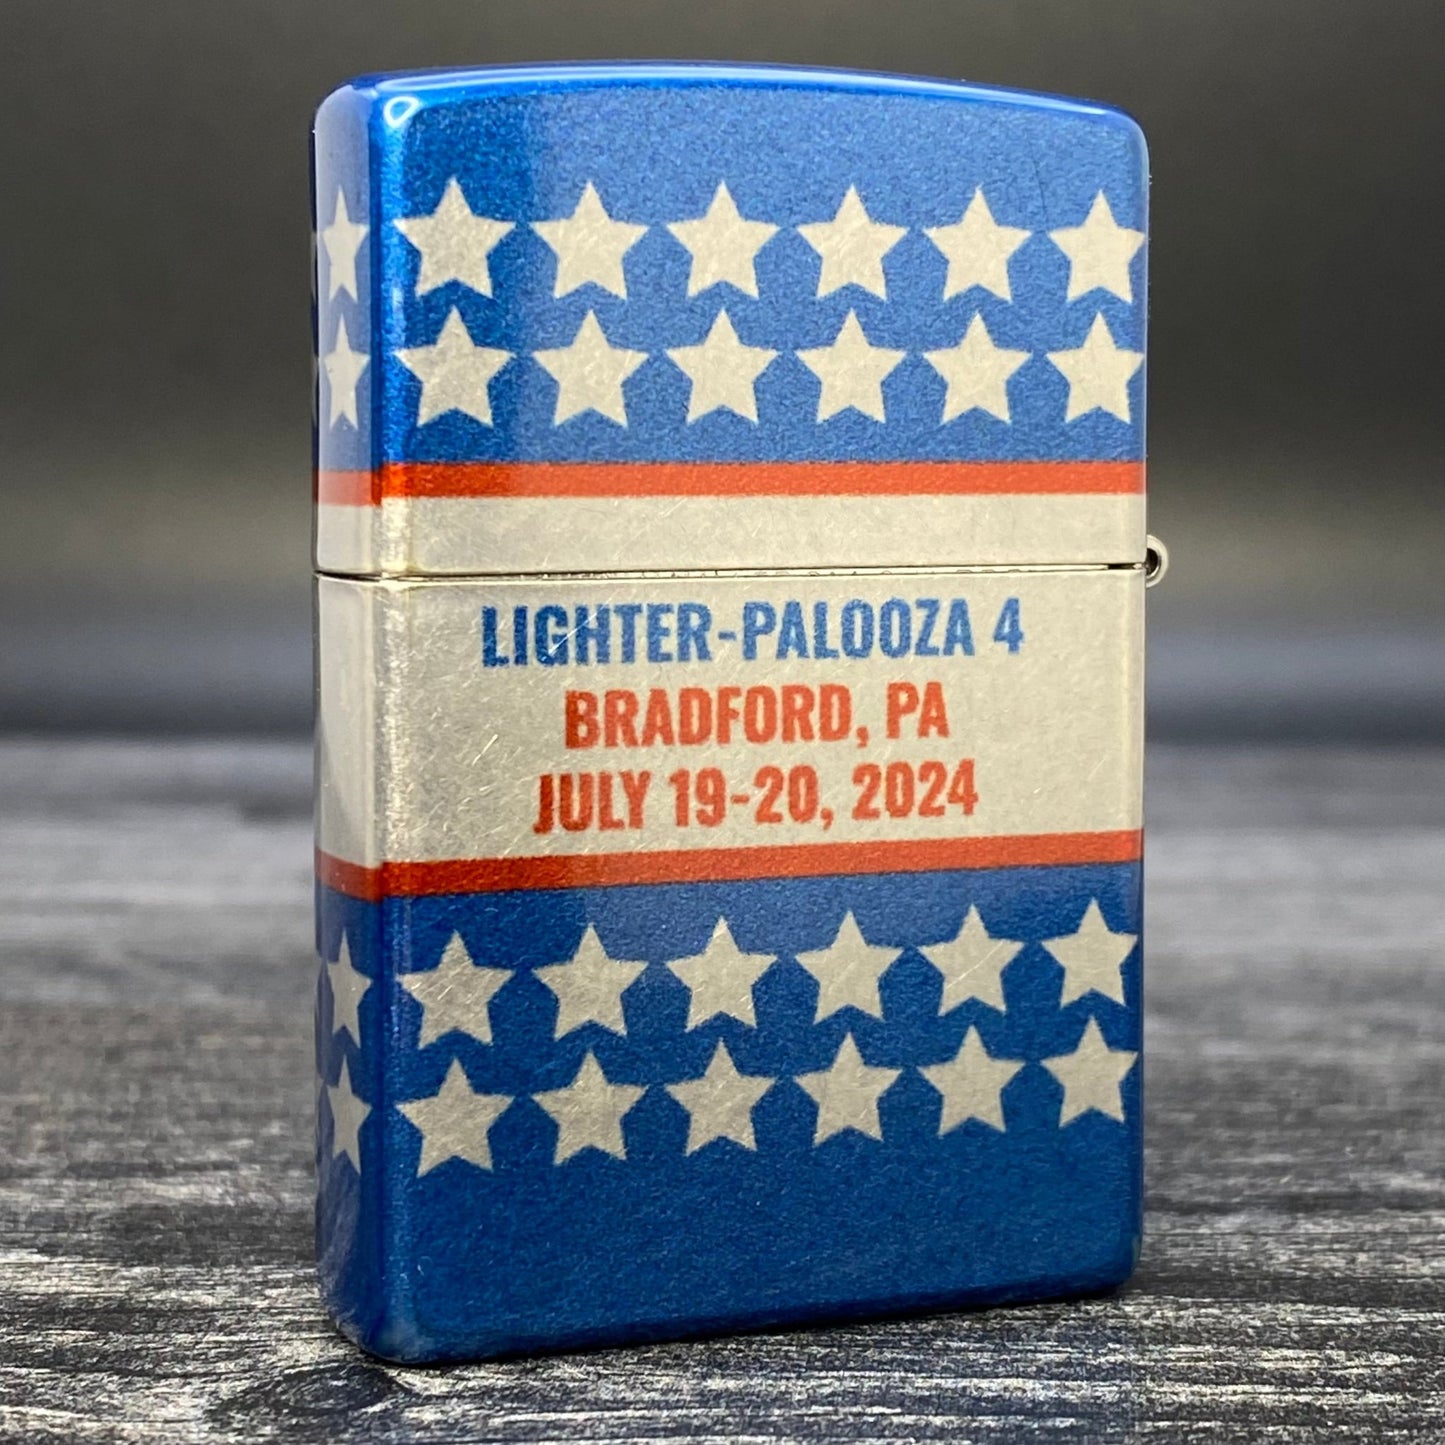 LIGHTER-PALOOZA 4
BRADFORD, PA
JULY 19-20, 2024